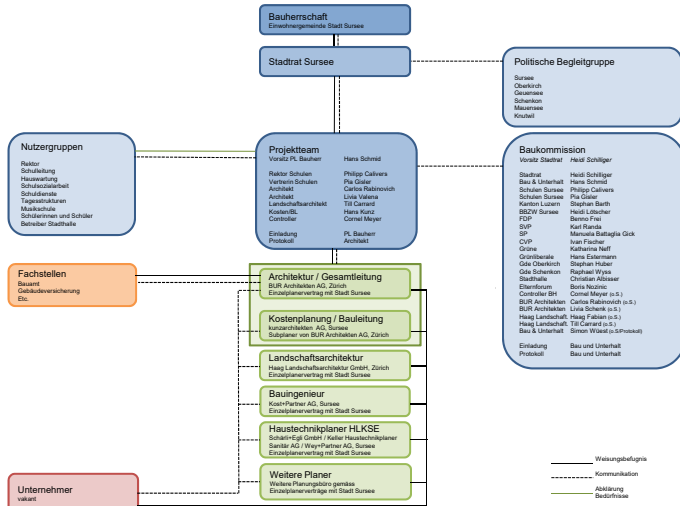 Bauherrschaft
Einwohnergemeinde Stadt Sursee
Stadtrat Sursee
Politische Begleitgruppe
Sursee
Oberkirch
Geuensee
Schenkon
Mauensee
Knutwil
Nutzergruppen
Rektor
Schulleitung
Hauswartung
Schulsozialarbeit
Schuldienste
Tagesstrukturen
Musikschule
Schülerinnen und Schüler
Betreiber Stadthalle
Projektteam
Vorsitz PL Bauherr Hans Schmid
Rektor Schulen Philipp Calivers
Vertrerin Schulen Pia Gisler
Architekt Carlos Rabinovich
Architekt Livia Valena
Landschaftarchitekt Till Carrard
Kosten/BL Hans Kunz
Controller Cornel Meyer
Einladung PL Bauherr
Protokoll Architekt
Baukommission
Vorsitz Stadtrat Heidi Schilliger
Stadtrat Heidi Schilliger
Bau & Unterhalt Hans Schmid
Schulen Sursee Philipp Calivers
Schulen Sursee Pia Gisler
Kanton Luzern Stephan Barth
BBZW Sursee Heidi Lötscher
FDP Benno Frei
SVP Karl Randa
SP Manuela Battaglia Gick
CVP Ivan Fischer
Grüne Katharina Neff
Grünliberale Hans Estermann
Gde Oberkirch Stephan Huber
Gde Schenkon Raphael Wyss
Stadthalle Christian Albisser
Elternforum Boris Nozinic
Controller BH Cornel Meyer (o.S.)
BUR Architekten Carlos Rabinovich (o.S.)
BUR Architekten Livia Schenk (o.S.)
Haag Landschaft. Haag Fabian (o.S.)
Haag Landschaft. Till Carrard (o.S.)
Bau & Unterhalt Simon Wüest (o.S/Protokoll)
Einladung Bau und Unterhalt
Protokoll Bau und Unterhalt
Fachstellen
Bauamt
Gebäudeversicherung
Etc.
Architektur / Gesamtleitung
BUR Architekten AG, Zürich
Einzelplanervertrag mit Stadt Sursee
Kostenplanung / Bauleitung
kunzarchitekten AG, Sursee
Subplaner von BUR Architekten AG, Zürich
Landschaftsarchitektur
Haag Landschaftsarchitektur GmbH, Zürich
Einzelplanervertrag mit Stadt Sursee
Bauingenieur
Kost+Partner AG, Sursee
Einzelplanervertrag mit Stadt Sursee
Haustechnikplaner HLKSE
Schärli+Egli GmbH / Keller Haustechnikplaner
Sanitär AG / Wey+Partner AG, Sursee
Einzelplanervertrag mit Stadt Sursee
Weitere Planer
Weitere Planungsbüro gemäss
Einzelplanerverträge mit Stadt Sursee
Unternehmer
vakant
Weisungsbefugnis
Kommunikation
Abklärung
Bedürfnisse